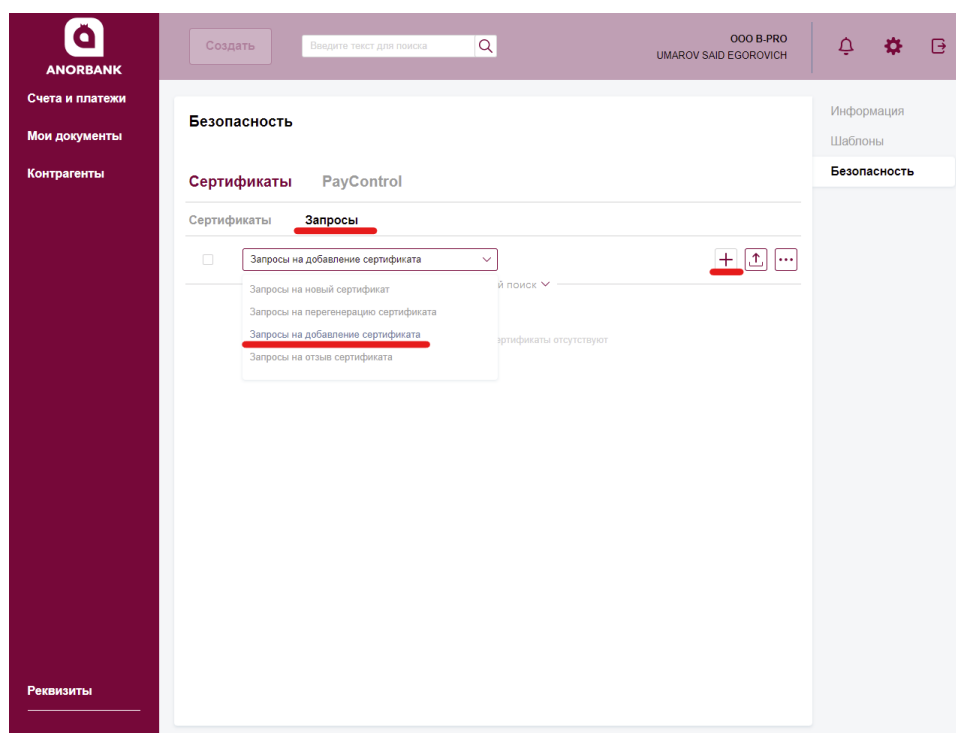 ANORBANK
Счета и платежи
Мои документы
Контрагенты
Реквизиты
Создать
Введите текст для поиска
ООО B-PRO
UMAROV SAID EGOROVICH
Безопасность
Сертификаты PayControl
Сертификаты Запросы
Запросы на добавление сертификата
й поиск
Запросы на новый сертификат
Запросы на перегенерацию сертификата
Запросы на добавление сертификата
ертификаты отсутствуют
Запросы на отзыв сертификата
Информация
Шаблоны
Безопасность